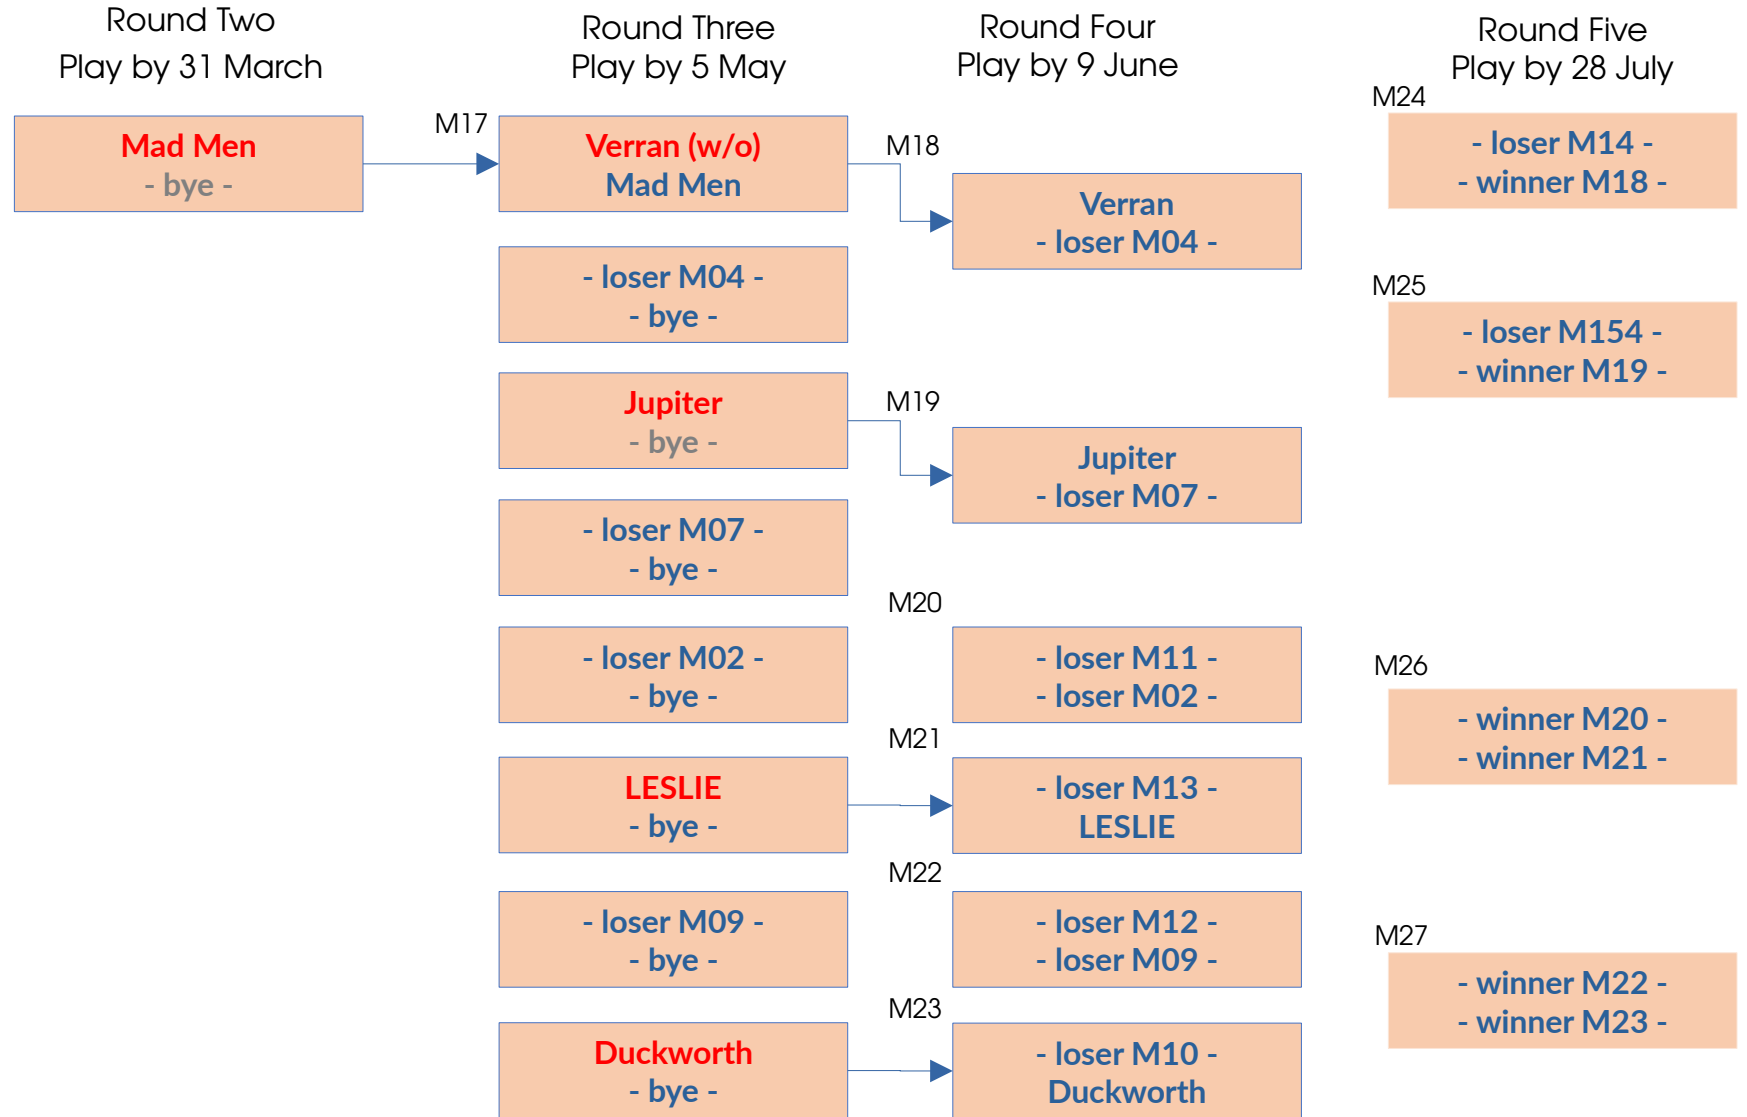 Round Two
Play by 31 March
Mad Men
- bye -
Round Three
Play by 5 May
M17
Verran (w/o)
Mad Men
- loser M04 -
- bye -
Jupiter
- bye -
- loser M07 -
- bye -
- loser M02 -
- bye -
LESLIE
- bye -
- loser M09 -
- bye -
Duckworth
- bye -
Round Four
Play by 9 June
M18
Verran
- loser M04 -
M19
Jupiter
- loser M07 -
M20
- loser M11 -
- loser M02 -
M21
- loser M13 -
LESLIE
M22
- loser M12 -
- loser M09 -
M23
- loser M10 -
Duckworth
Round Five
Play by 28 July
M24
- loser M14 -
- winner M18 -
M25
- loser M154 -
- winner M19 -
M26
- winner M20 -
- winner M21 -
M27
- winner M22 -
- winner M23 -